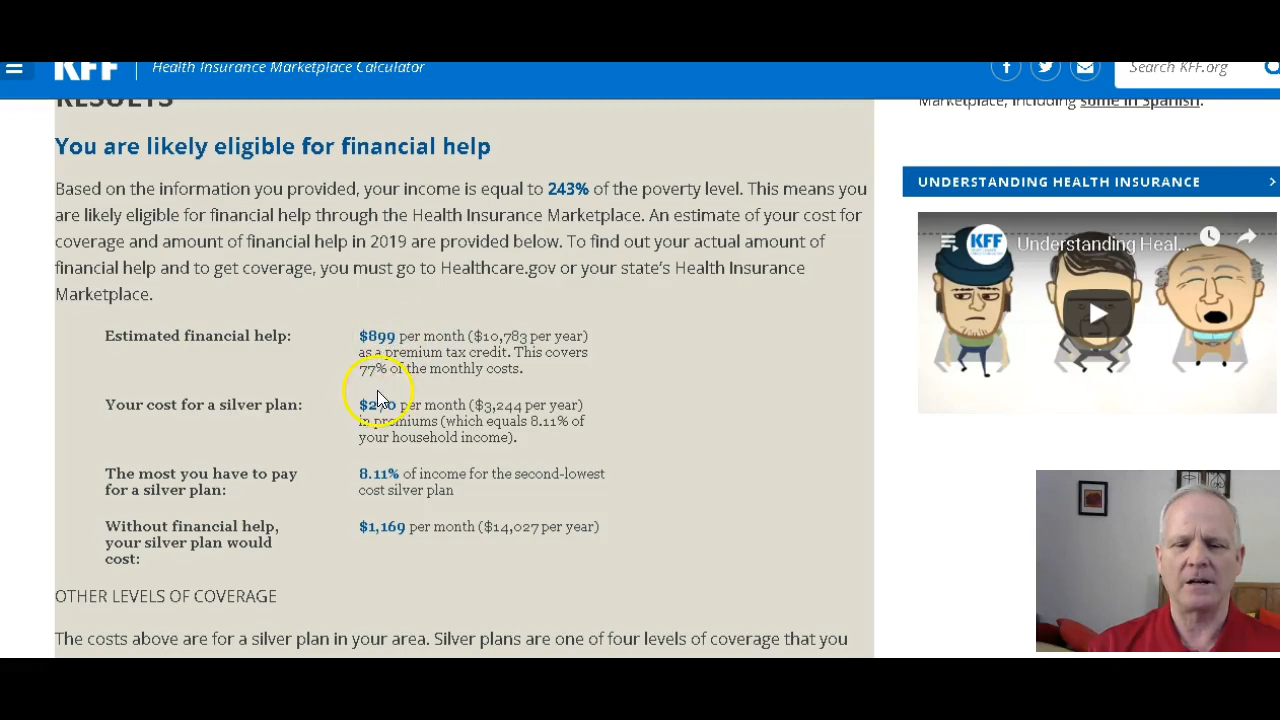 KFF
Health Insurance Marketplace Calculator
Search KFF.org
RESULTS
Marketplace, including some in Spanish.
You are likely eligible for financial help
Based on the information you provided, your income is equal to 243% of the poverty level. This means you
are likely eligible for financial help through the Health Insurance Marketplace. An estimate of your cost for
coverage and amount of financial help in 2019 are provided below. To find out your actual amount of
financial help and to get coverage, you must go to Healthcare.gov or your state's Health Insurance
Marketplace.
Estimated financial help:
$899 per month ($10,783 per year)
as a premium tax credit. This covers
77% of the monthly costs.
Your cost for a silver plan:
$270 per month ($3,244 per year)
in premiums (which equals 8.11% of
your household income).
The most you have to pay
for a silver plan:
8.11% of income for the second-lowest
cost silver plan
Without financial help,
your silver plan would
cost:
$1,169 per month ($14,027 per year)
OTHER LEVELS OF COVERAGE
The costs above are for a silver plan in your area. Silver plans are one of four levels of coverage that you
UNDERSTANDING HEALTH INSURANCE
KFF
Understanding Heal...